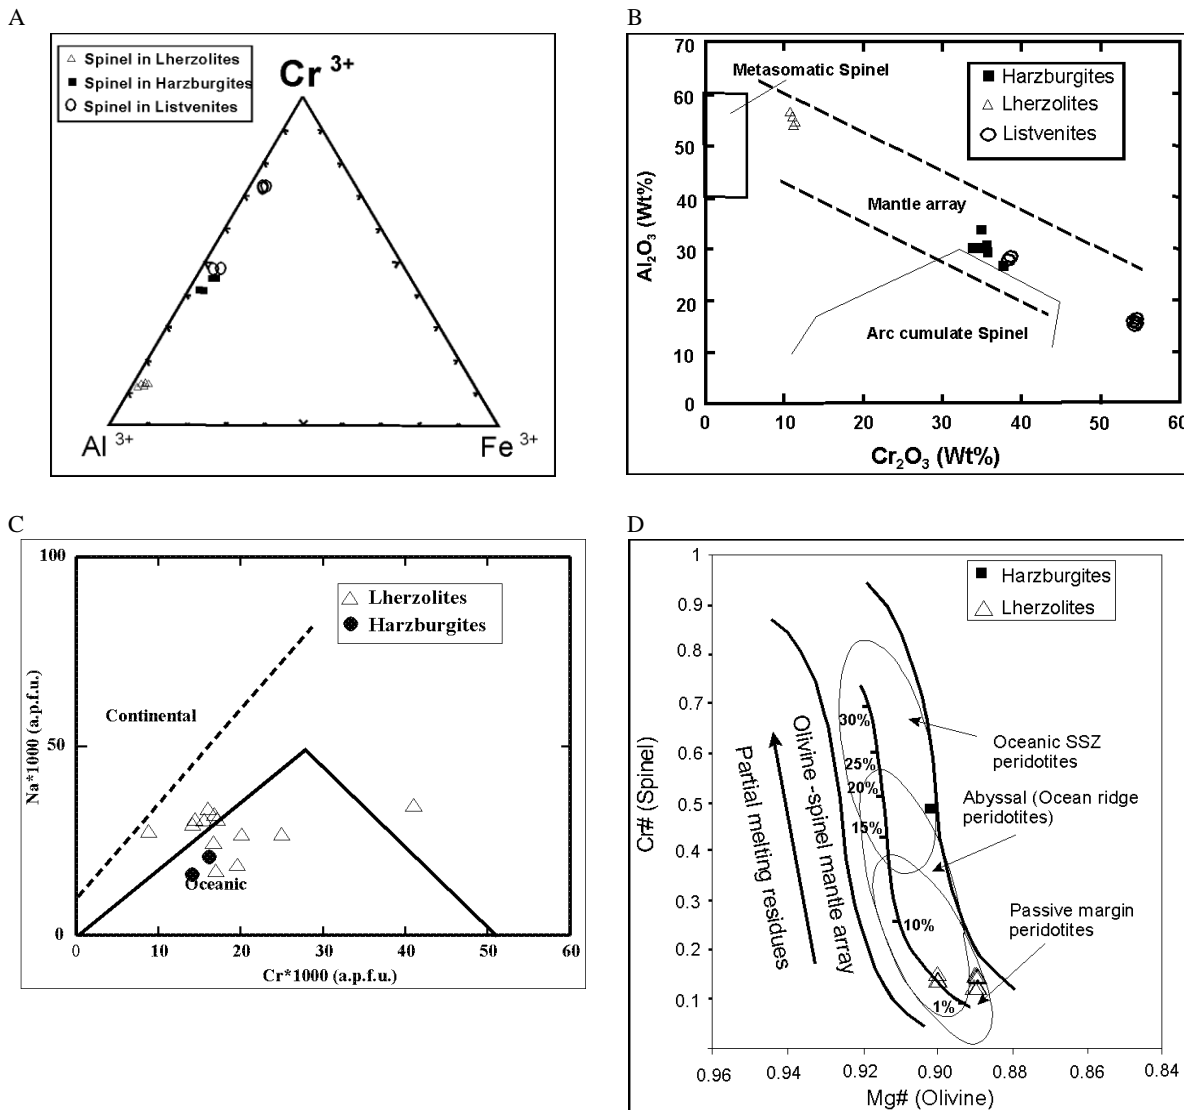 A
Spinel in Lherzolites
Spinel in Harzburgites
Spinel in Listvenites
Cr 3+
Al 3+
Fe 3+
B
70
60
50
40
30
20
10
0
Al2O3 (Wt%)
Metasomatic Spinel
Harzburgites
Lherzolites
Listvenites
Mantle array
Arc cumulate Spinel
0 10 20 30 40 50 60
Cr2O3 (Wt%)
C
100
50
0
Na*1000 (a.p.f.u.)
Lherzolites
Harzburgites
Continental
Oceanic
0 10 20 30 40 50 60
Cr*1000 (a.p.f.u.)
D
1
0.9
0.8
0.7
0.6
0.5
0.4
0.3
0.2
0.1
Cr# (Spinel)
Harzburgites
Lherzolites
30%
25%
20%
15%
10%
1%
Partial melting residues
Olivine -spinel mantle array
Oceanic SSZ
peridotites
Abyssal (Ocean ridge
peridotites)
Passive margin
peridotites
0.96 0.94 0.92 0.90 0.88 0.86 0.84
Mg# (Olivine)